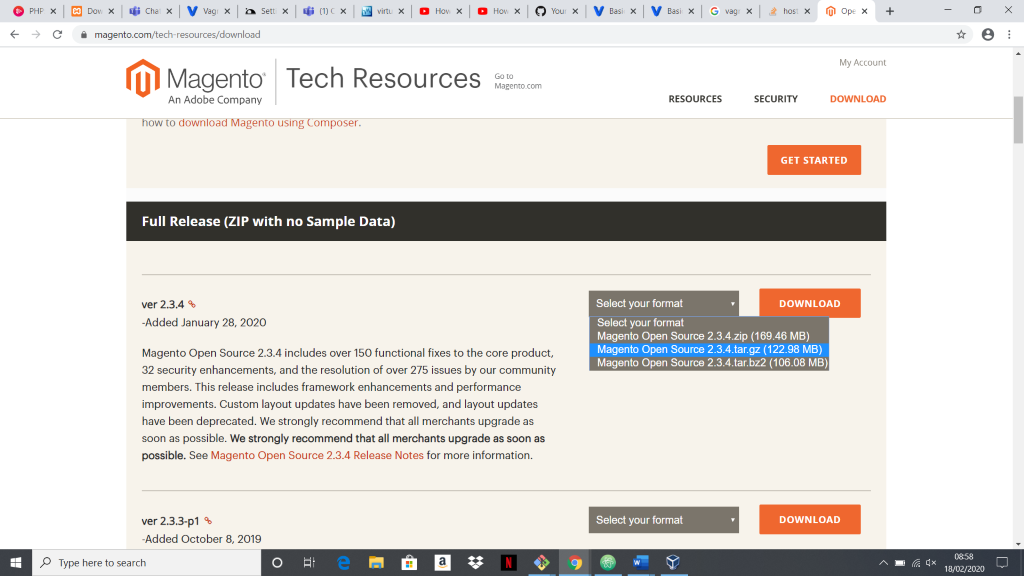 PHP
Dow
Chat
Vag
Sett
(1) C
virtu
How
How
Your
Basi
Basi
vagr
host
Ope
magento.com/tech-resources/download
Magento
An Adobe Company
Tech Resources
Go to
Magento.com
My Account
RESOURCES SECURITY DOWNLOAD
how to download Magento using Composer.
GET STARTED
Full Release (ZIP with no Sample Data)
ver 2.3.4
-Added January 28, 2020
Select your format
DOWNLOAD
Select your format
Magento Open Source 2.3.4.zip (169.46 MB)
Magento Open Source 2.3.4.tar.gz (122.98 MB)
Magento Open Source 2.3.4.tar.bz2 (106.08 MB)
Magento Open Source 2.3.4 includes over 150 functional fixes to the core product,
32 security enhancements, and the resolution of over 275 issues by our community
members. This release includes framework enhancements and performance
improvements. Custom layout updates have been removed, and layout updates
have been deprecated. We strongly recommend that all merchants upgrade as
soon as possible. We strongly recommend that all merchants upgrade as soon as
possible. See Magento Open Source 2.3.4 Release Notes for more information.
ver 2.3.3-p1
-Added October 8, 2019
Select your format
DOWNLOAD
Type here to search
08:58
18/02/2020